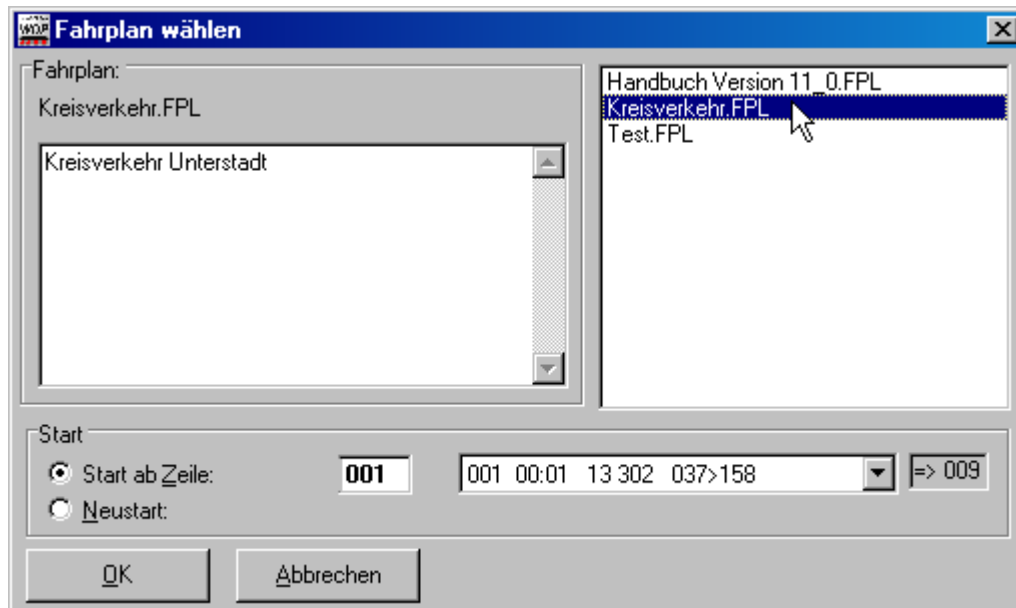 WDP Fahrplan wählen
Fahrplan:
Kreisverkehr.FPL
Kreisverkehr Unterstadt
Handbuch Version 11_0.FPL
Kreisverkehr.FPL
Test.FPL
Start
Start ab Zeile:
001
001 00:01 13 302 037>158
=> 009
Neustart:
OK
Abbrechen